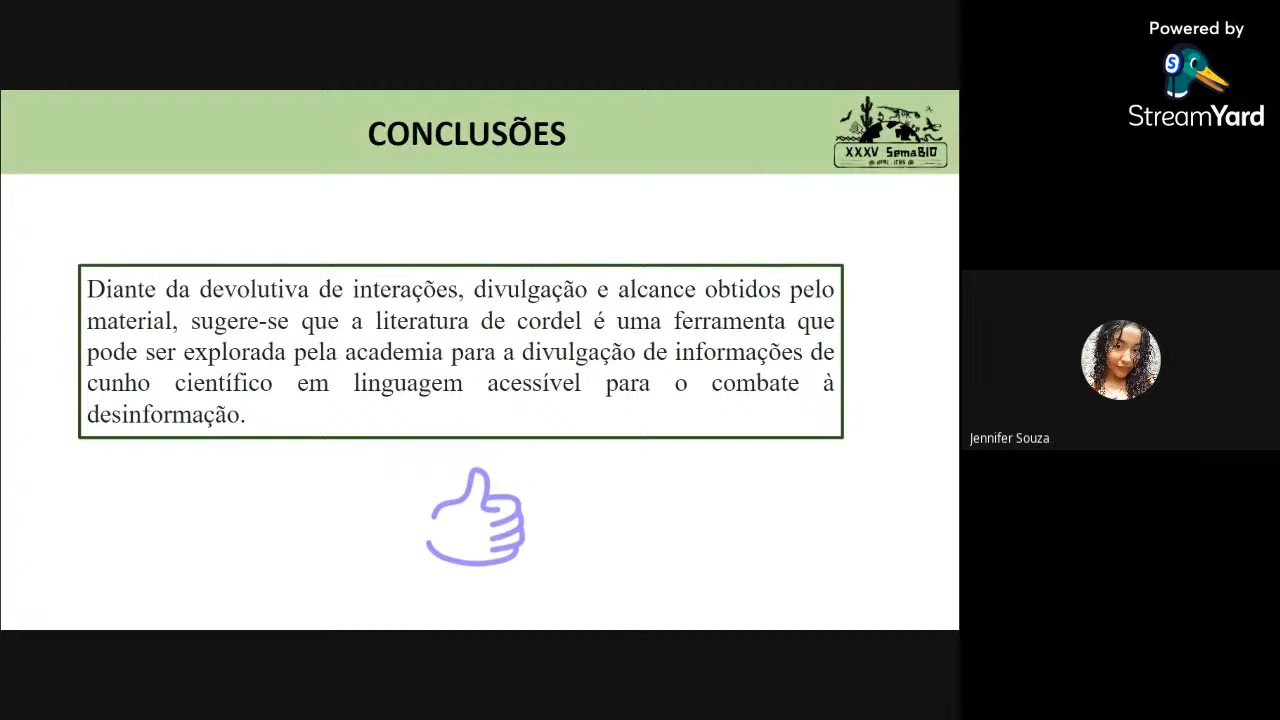 Powered by
StreamYard
CONCLUSÕES
XXXV SemaBIO
UFAL, ICBS
Diante da devolutiva de interações, divulgação e alcance obtidos pelo
material, sugere-se que a literatura de cordel é uma ferramenta que
pode ser explorada pela academia para a divulgação de informações de
cunho científico em linguagem acessível para o combate à
desinformação.
Jennifer Souza